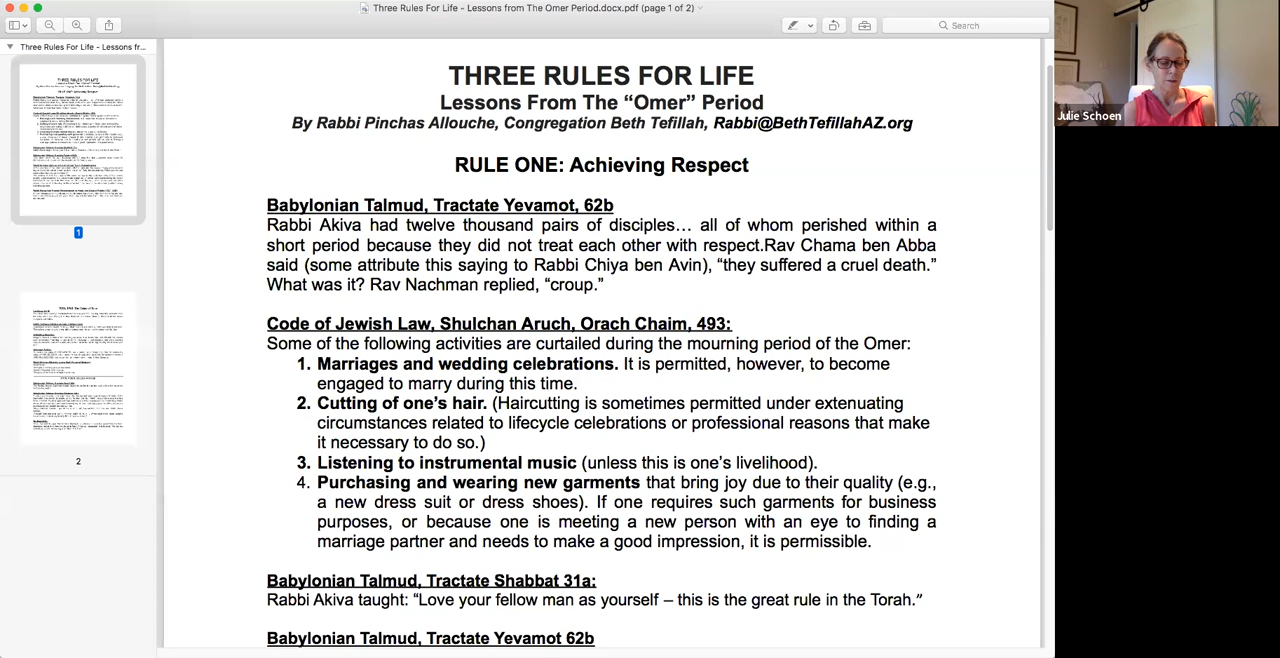 Three Rules For Life - Lessons from The Omer Period.docx.pdf (page 1 of 2)
Search
Three Rules For Life - Lessons fr...
1
2
THREE RULES FOR LIFE
Lessons From The “Omer” Period
By Rabbi Pinchas Allouche, Congregation Beth Tefillah, Rabbi@BethTefillahAZ.org
RULE ONE: Achieving Respect
Babylonian Talmud, Tractate Yevamot, 62b
Rabbi Akiva had twelve thousand pairs of disciples… all of whom perished within a
short period because they did not treat each other with respect.Rav Chama ben Abba
said (some attribute this saying to Rabbi Chiya ben Avin), “they suffered a cruel death.”
What was it? Rav Nachman replied, “croup.”
Code of Jewish Law, Shulchan Aruch, Orach Chaim, 493:
Some of the following activities are curtailed during the mourning period of the Omer:
1. Marriages and wedding celebrations. It is permitted, however, to become
engaged to marry during this time.
2. Cutting of one’s hair. (Haircutting is sometimes permitted under extenuating
circumstances related to lifecycle celebrations or professional reasons that make
it necessary to do so.)
3. Listening to instrumental music (unless this is one’s livelihood).
4. Purchasing and wearing new garments that bring joy due to their quality (e.g.,
a new dress suit or dress shoes). If one requires such garments for business
purposes, or because one is meeting a new person with an eye to finding a
marriage partner and needs to make a good impression, it is permissible.
Babylonian Talmud, Tractate Shabbat 31a:
Rabbi Akiva taught: “Love your fellow man as yourself – this is the great rule in the Torah.”
Babylonian Talmud, Tractate Yevamot 62b
Julie Schoen